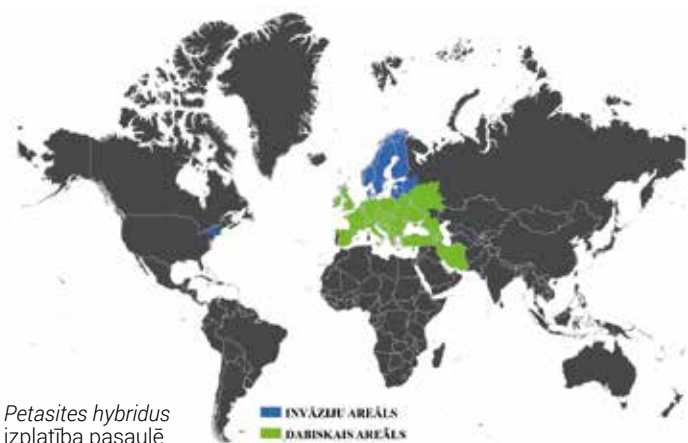 Petasites hybridus
izplatība pasaulē
INVĀZIJU AREĀLS
DABISKAIS AREĀLS